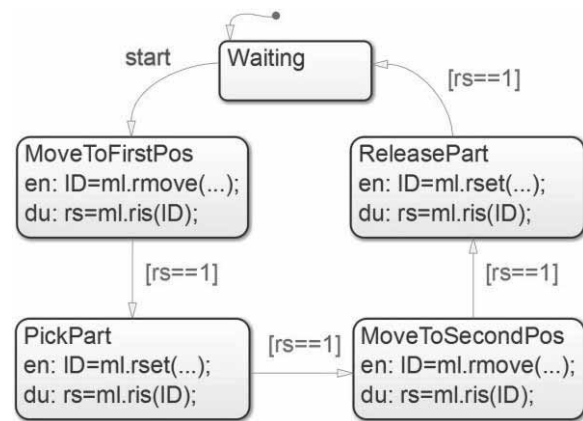 start
Waiting
[rs==1]
MoveToFirstPos
en: ID=ml.rmove(...);
du: rs=ml.ris(ID);
ReleasePart
en: ID=ml.rset(...);
du: rs=ml.ris(ID);
[rs==1]
[rs==1]
PickPart
en: ID=ml.rset(...);
du: rs=ml.ris(ID);
[rs==1]
MoveToSecondPos
en: ID=ml.rmove(...);
du: rs=ml.ris(ID);